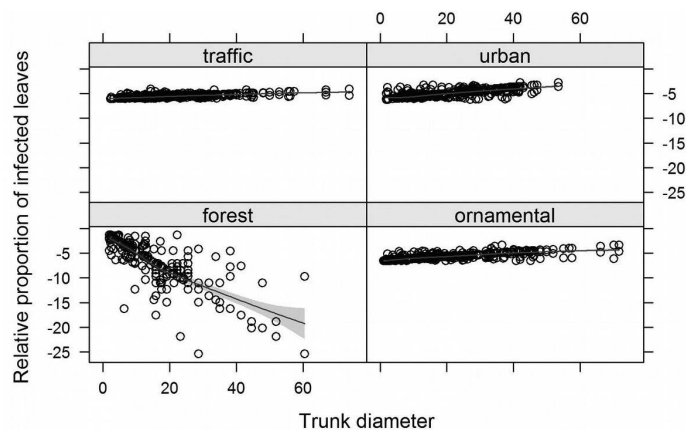 0 20 40 60
traffic urban
-5
-10
-15
-20
-25
forest ornamental
-5
-10
-15
-20
-25
0 20 40 60
Relative proportion of infected leaves
Trunk diameter